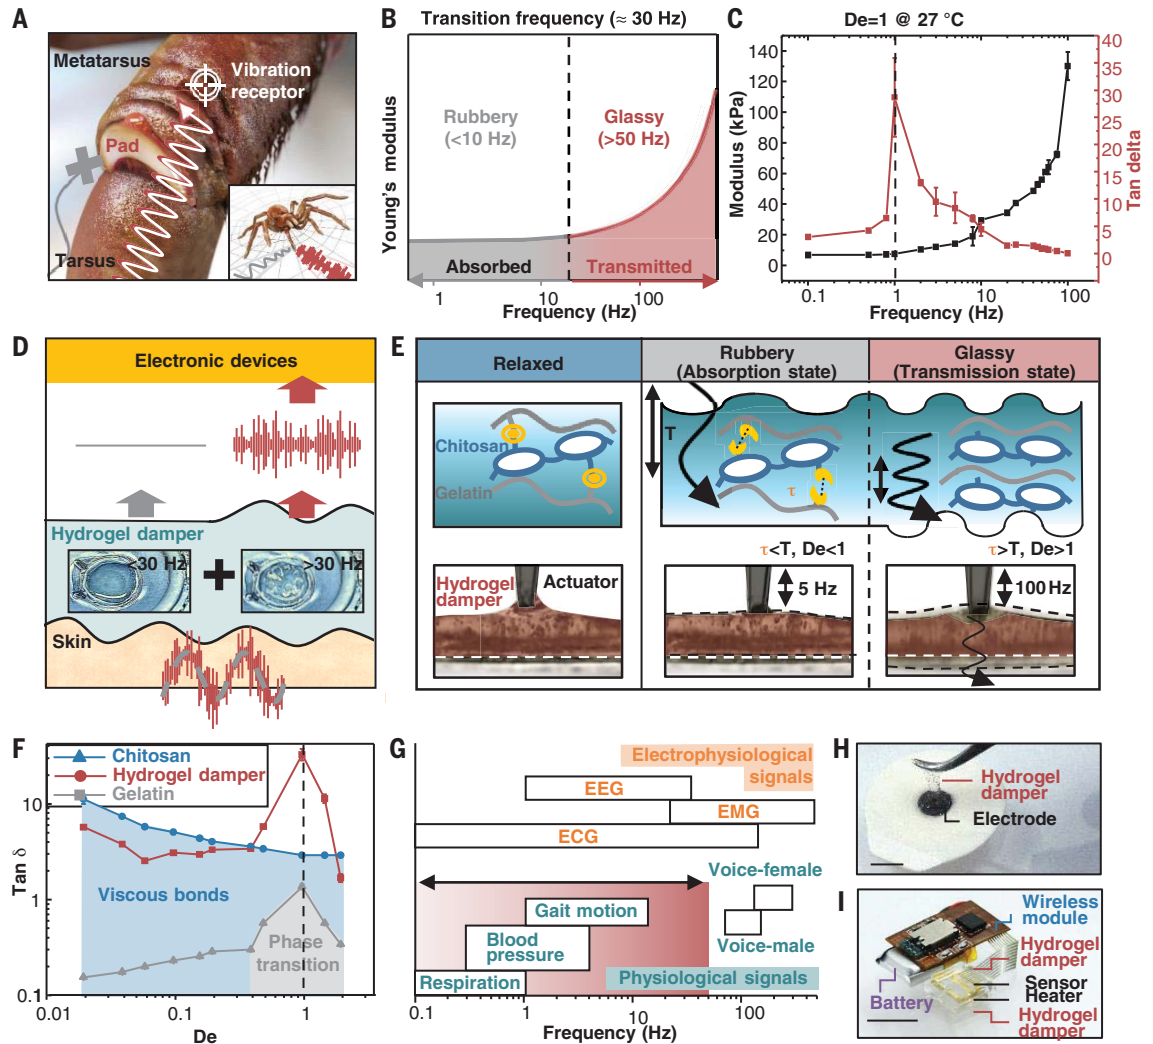 A
Metatarsus
Vibration
receptor
Pad
Tarsus
B
Transition frequency (≈ 30 Hz)
Young's modulus
Rubbery
(<10 Hz)
Glassy
(>50 Hz)
Absorbed
Transmitted
1
10
100
Frequency (Hz)
C
De=1 @ 27 °C
Modulus (kPa)
140
120
100
80
60
40
20
0
Tan delta
40
35
30
25
20
15
10
5
0
0.1
1
10
100
Frequency (Hz)
D
Electronic devices
Hydrogel damper
<30 Hz
>30 Hz
Skin
E
Relaxed
Rubbery
(Absorption state)
Glassy
(Transmission state)
Chitosan
Gelatin
T
τ
τ<T, De<1
τ>T, De>1
Hydrogel
damper
Actuator
5 Hz
100 Hz
F
Chitosan
Hydrogel damper
Gelatin
Tan δ
10
1
0.1
Viscous bonds
Phase
transition
0.01
0.1
1
De
G
Electrophysiological
signals
EEG
EMG
ECG
Voice-female
Gait motion
Blood
pressure
Voice-male
Respiration
Physiological signals
0.1
1
10
100
Frequency (Hz)
H
Hydrogel
damper
Electrode
I
Wireless
module
Hydrogel
damper
Sensor
Heater
Battery
Hydrogel
damper